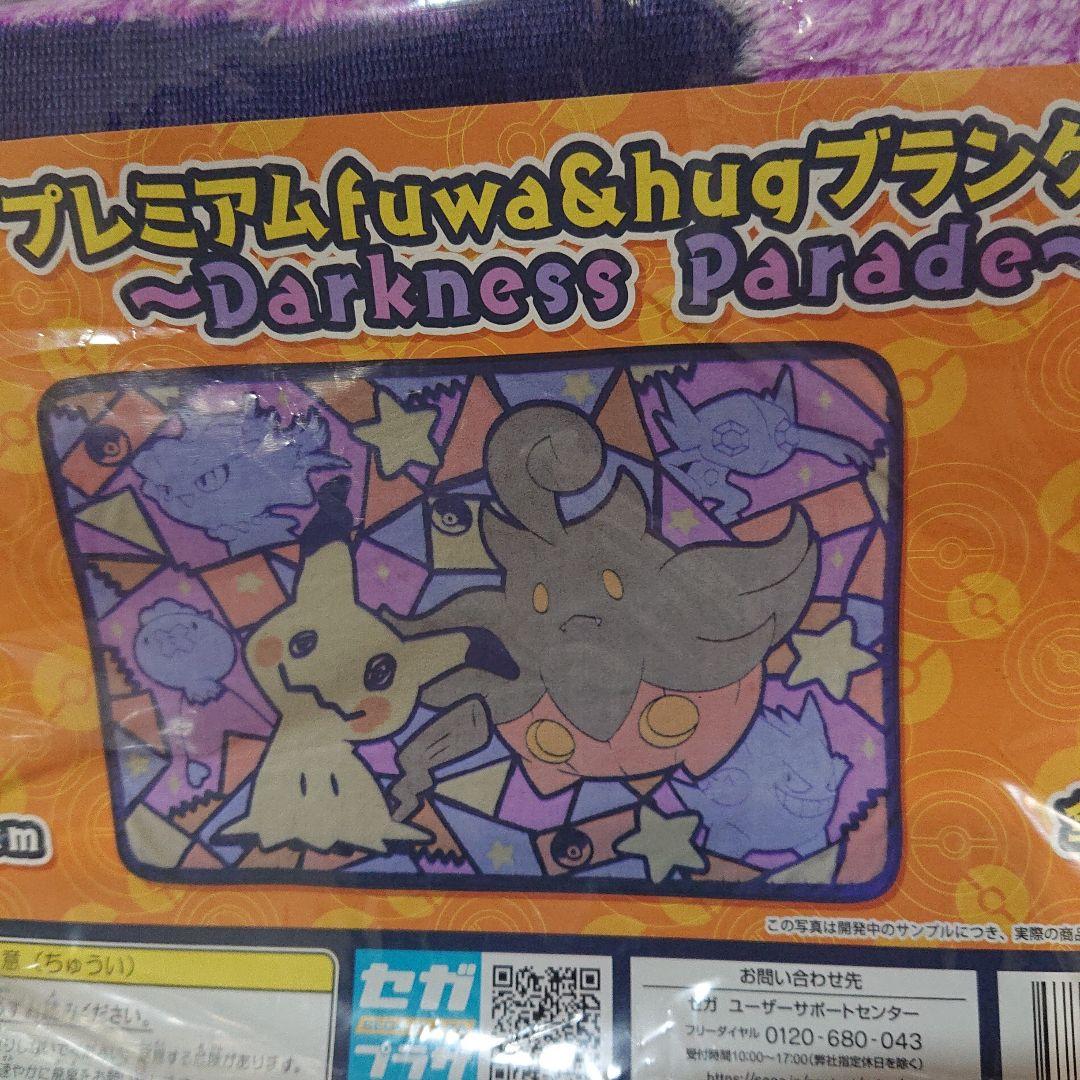 プレミアムfuwa&hugブランケ
～Darkness Parade～
この写真は開発中のサンプルにつき、実際の商品
意（ちゅうい）
セガ
の
プラザ
お問い合わせ先
セガ ユーザーサポートセンター
フリーダイヤル 0120-680-043
受付時間10:00～17:00(弊社指定休日を除く)